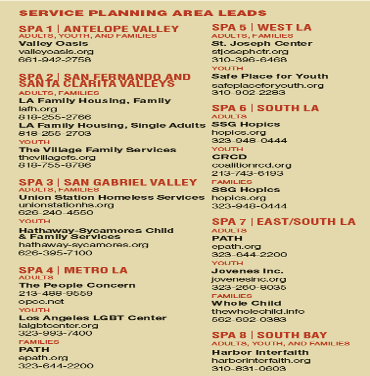 SERVICE PLANNING AREA LEADS
SPA 1 | ANTELOPE VALLEY
ADULTS, YOUTH, AND FAMILIES
Valley Oasis
valleyoasis.org
661-942-2758
SPA 2 | SAN FERNANDO AND
SANTA CLARITA VALLEYS
ADULTS, FAMILIES
LA Family Housing, Family
lafh.org
818-255-2766
LA Family Housing, Single Adults
818-255-2703
YOUTH
The Village Family Services
thevillagefs.org
818-755-8786
SPA 3 | SAN GABRIEL VALLEY
ADULTS, FAMILIES
Union Station Homeless Services
unionstationhs.org
626-240-4550
YOUTH
Hathaway-Sycamores Child
& Family Services
hathaway-sycamores.org
626-395-7100
SPA 4 | METRO LA
ADULTS
The People Concern
213-488-9559
opcc.net
YOUTH
Los Angeles LGBT Center
lalgbtcenter.org
323-993-7400
FAMILIES
PATH
epath.org
323-644-2200
SPA 5 | WEST LA
ADULTS, FAMILIES
St. Joseph Center
stjosephctr.org
310-396-6468
YOUTH
Safe Place for Youth
safeplaceforyouth.org
310-902-2283
SPA 6 | SOUTH LA
ADULTS
SSG Hopics
hopics.org
323-948-0444
YOUTH
CRCD
coalitionrcd.org
213-743-6193
FAMILIES
SSG Hopics
hopics.org
323-948-0444
SPA 7 | EAST/SOUTH LA
ADULTS
PATH
epath.org
323-644-2200
YOUTH
Jovenes Inc.
jovenesinc.org
323-260-8035
FAMILIES
Whole Child
thewholechild.info
562-692-0383
SPA 8 | SOUTH BAY
ADULTS, YOUTH, AND FAMILIES
Harbor Interfaith
harborinterfaith.org
310-831-0603